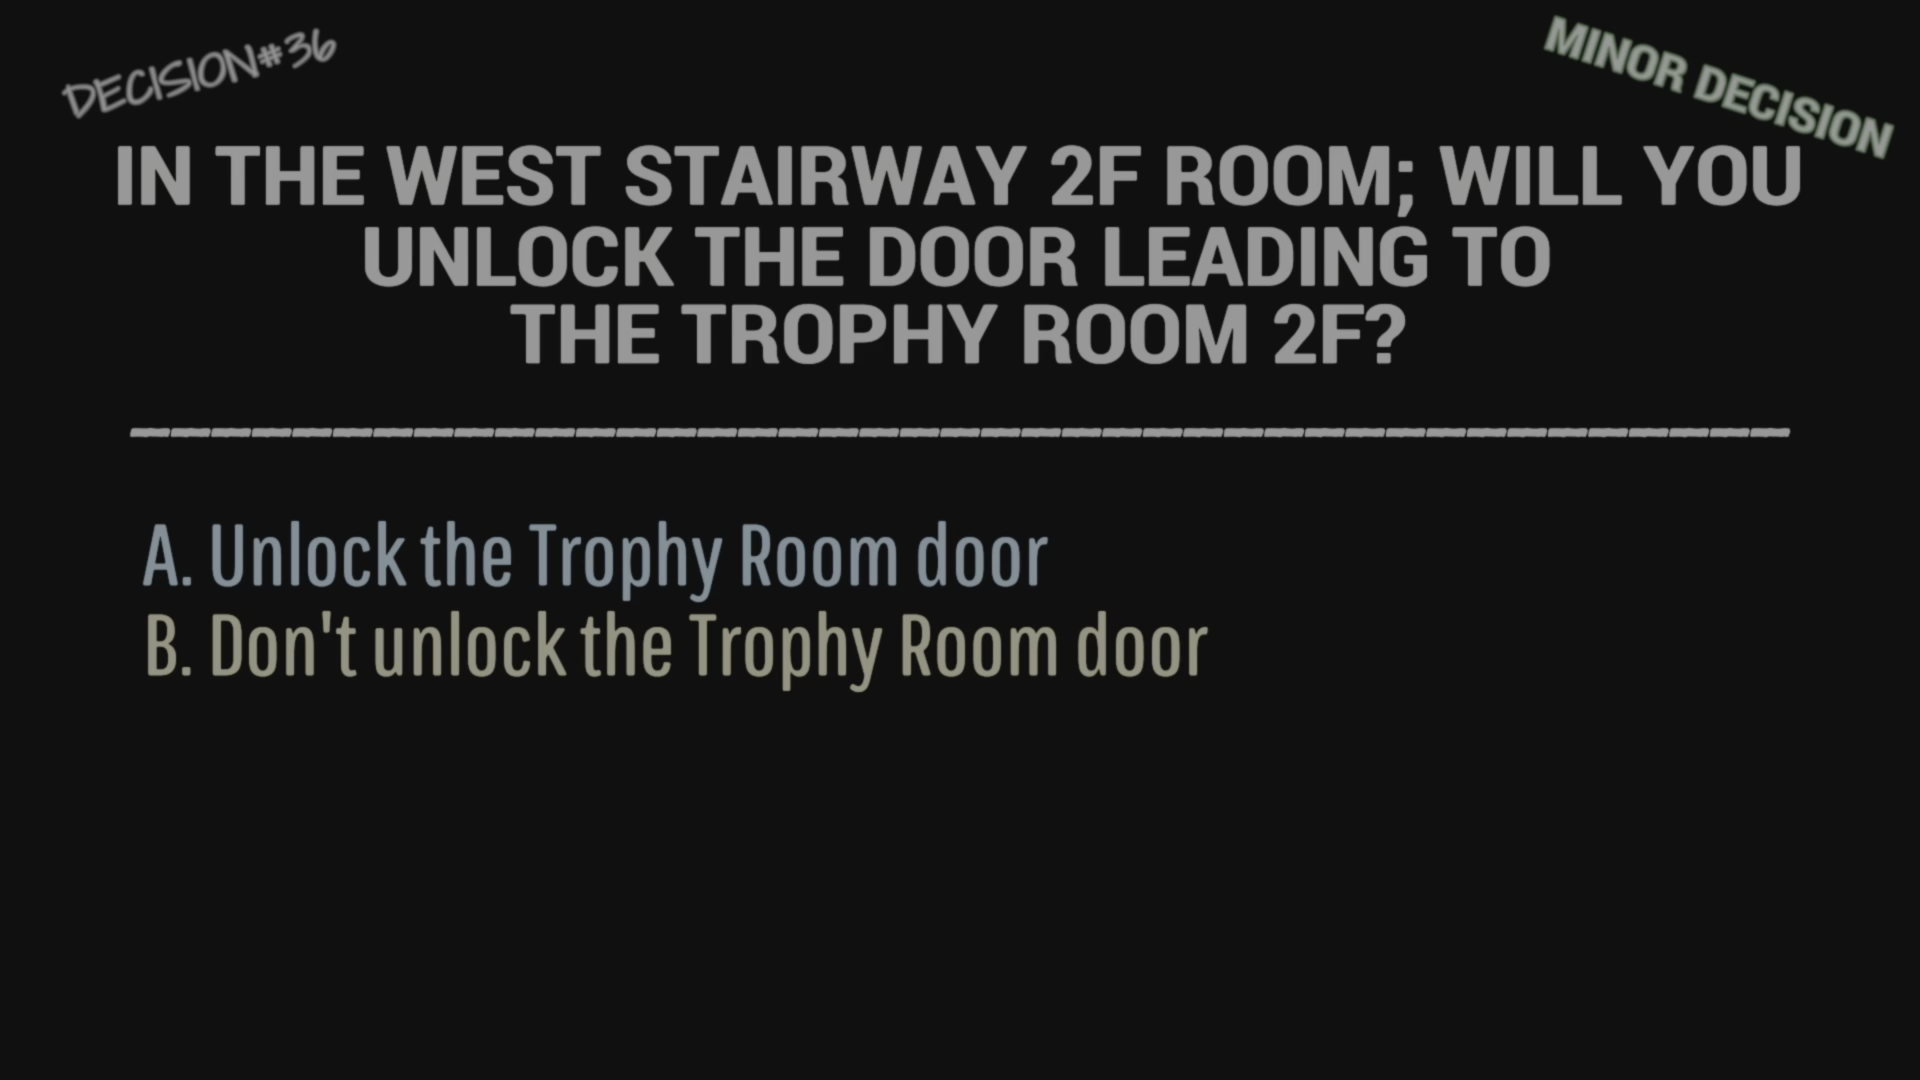 DECISION#36
MINOR DECISION
IN THE WEST STAIRWAY 2F ROOM; WILL YOU
UNLOCK THE DOOR LEADING TO
THE TROPHY ROOM 2F?
A. Unlock the Trophy Room door
B. Don't unlock the Trophy Room door